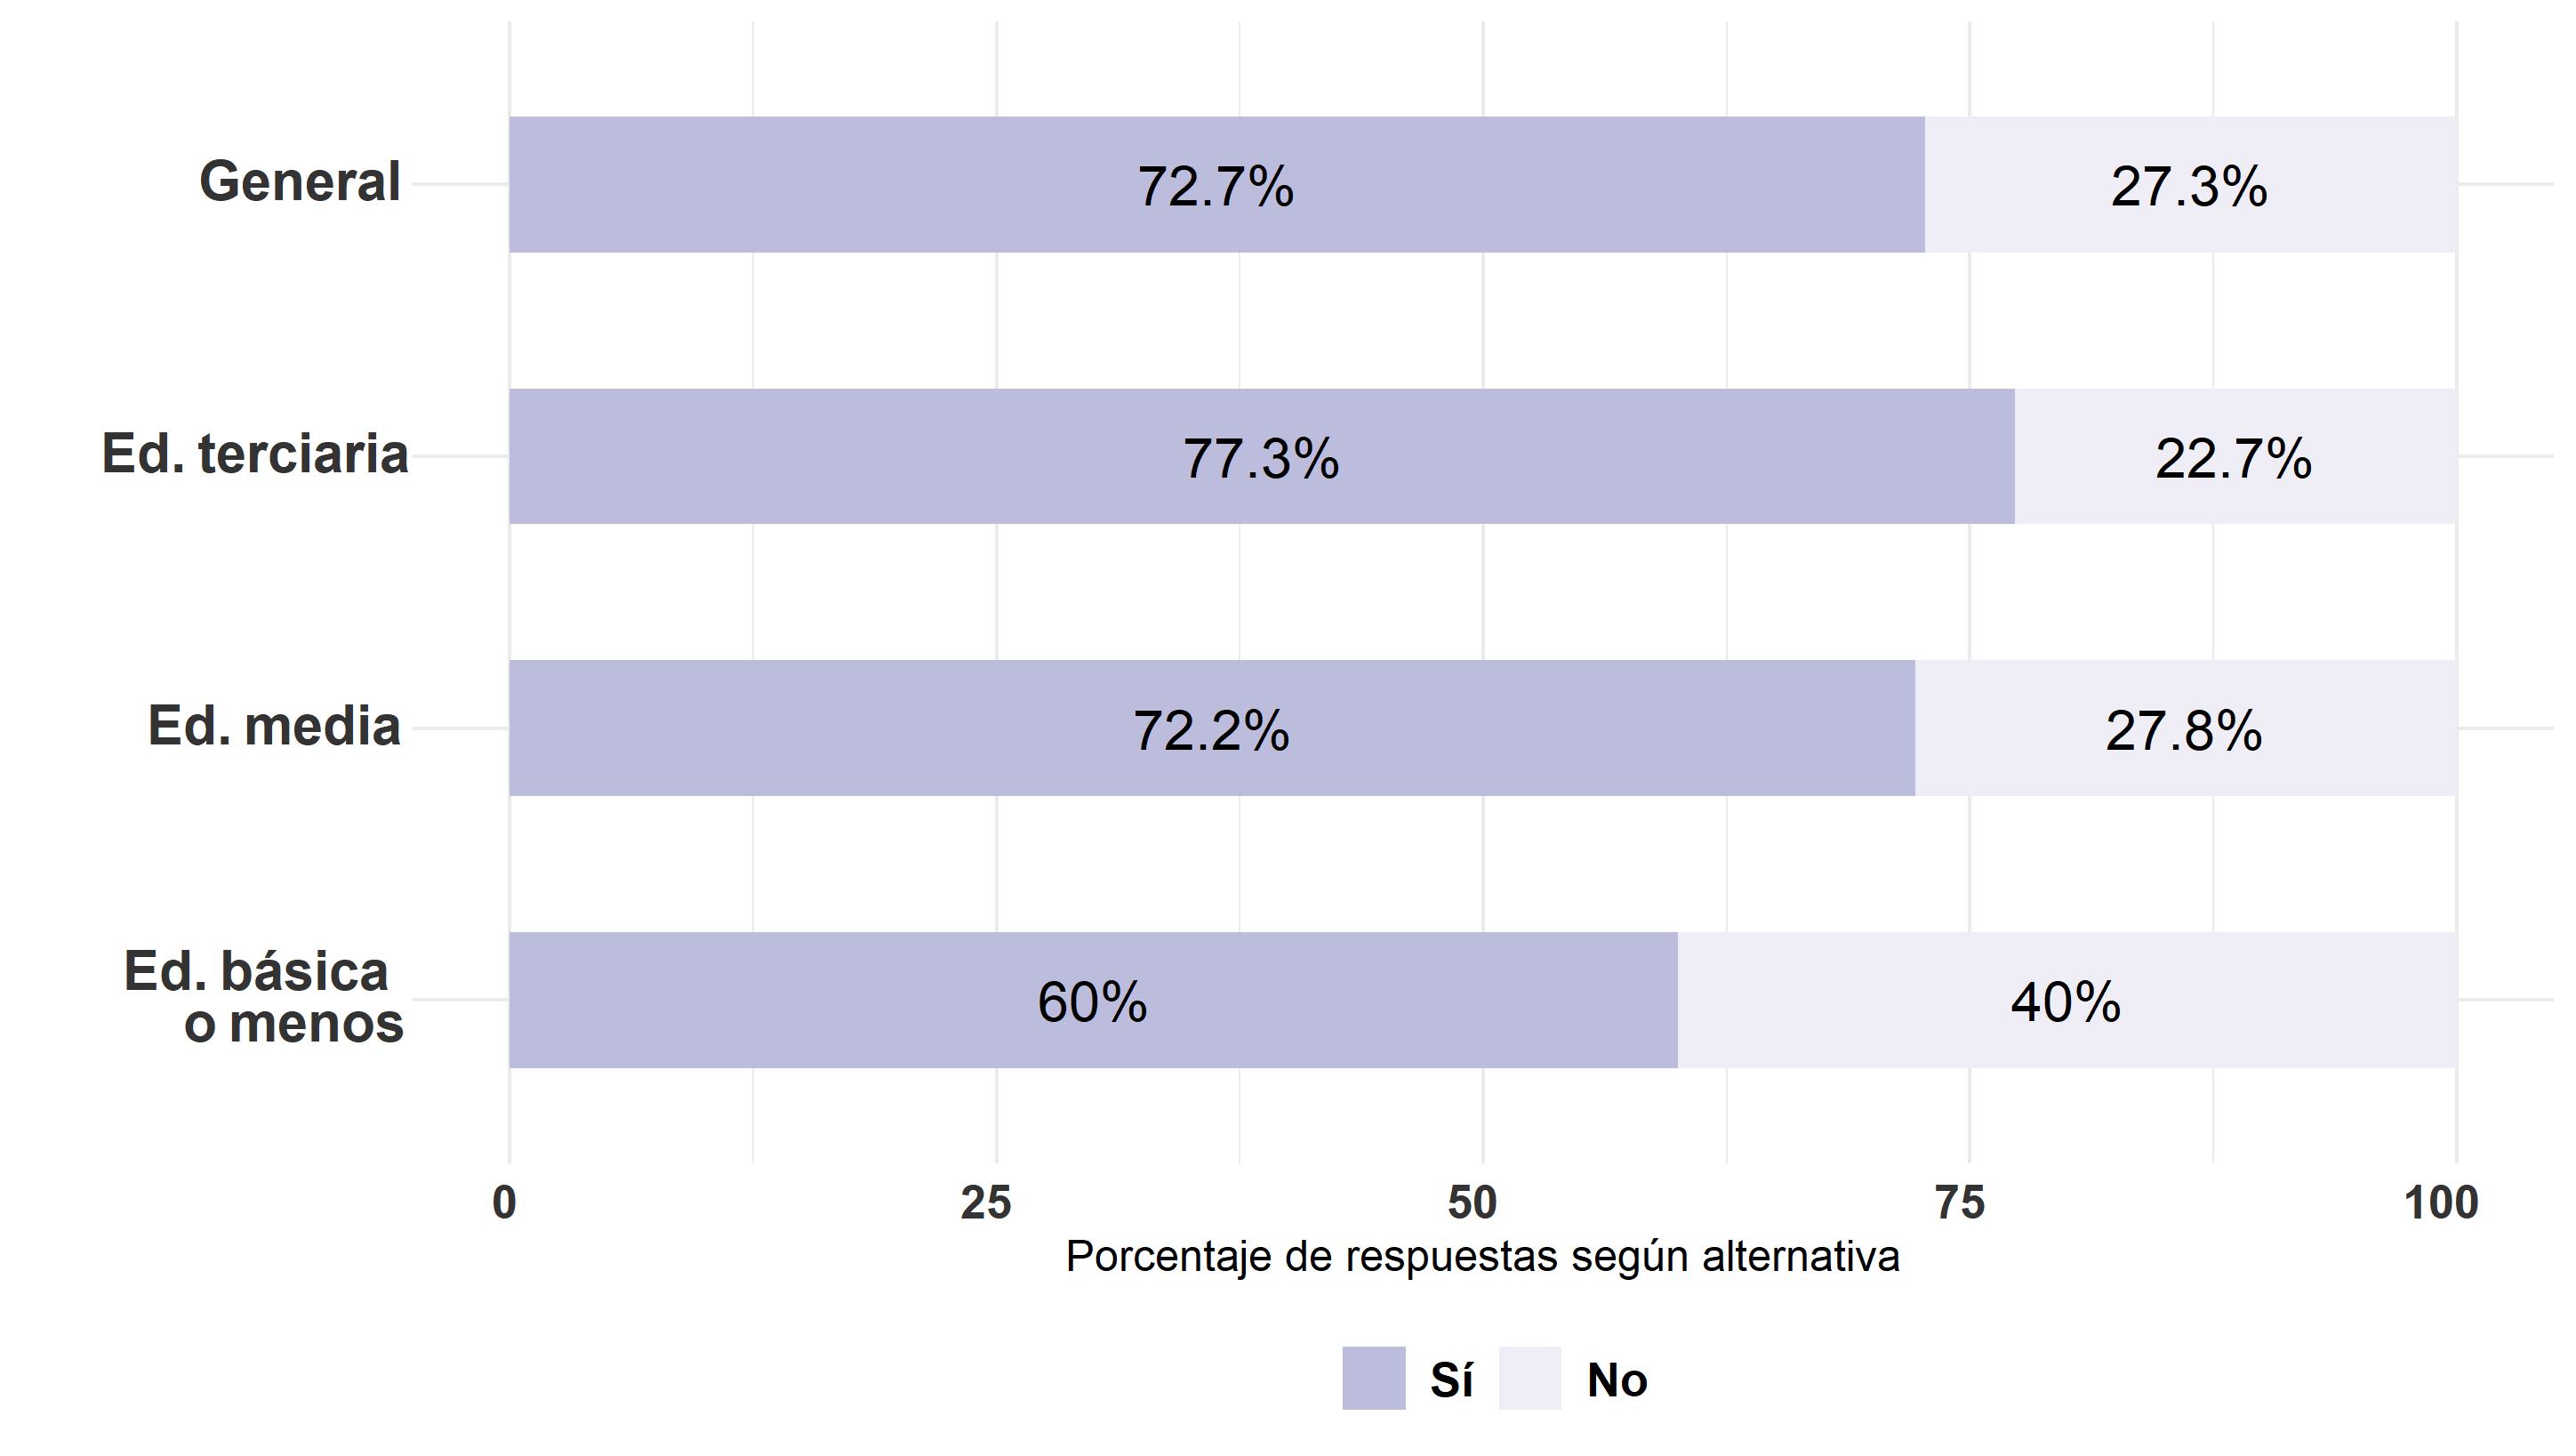 General
72.7%
27.3%
Ed. terciaria
77.3%
22.7%
Ed. media
72.2%
27.8%
Ed. básica
o menos
60%
40%
0
25
50
75
100
Porcentaje de respuestas según alternativa
Sí
No